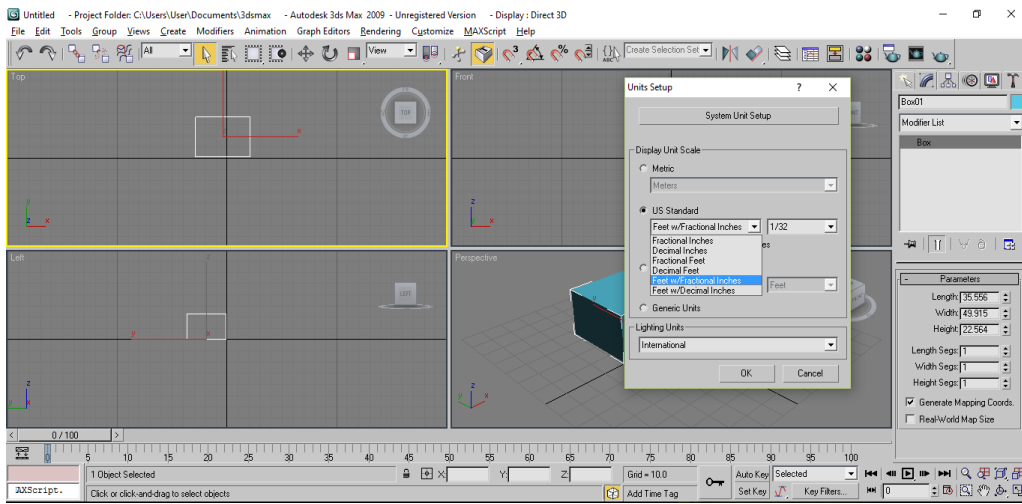 Untitled - Project Folder: C:\Users\User\Documents\3dsmax - Autodesk 3ds Max 2009 - Unregistered Version - Display : Direct 3D
File Edit Tools Group Views Create Modifiers Animation Graph Editors Rendering Customize MAXScript Help
All View Create Selection Set
Top
TOP
x
y
z x
Front
z
x
Left
LEFT
y x
z
y x
Perspective
y
z
y x
Units Setup ? X
System Unit Setup
Display Unit Scale
Metric
Meters
US Standard
Feet w/Fractional Inches 1/32
Fractional Inches
Decimal Inches
Fractional Feet
Decimal Feet
Feet w/Fractional Inches
Feet w/Decimal Inches
es
Feet
Generic Units
Lighting Units
International
OK Cancel
Box01
Modifier List
Box
- Parameters
Length: 35.556
Width: 49.915
Height: 22.564
Length Segs: 1
Width Segs: 1
Height Segs: 1
Generate Mapping Coords.
Real-World Map Size
< 0 / 100 >
0 5 10 15 20 25 30 35 40 45 50 55 60 65 70 75 80 85 90 95 100
1 Object Selected X: Y: Z: Grid = 10.0 Auto Key Selected
AXScript. Click or click-and-drag to select objects Add Time Tag Set Key Key Filters... 0